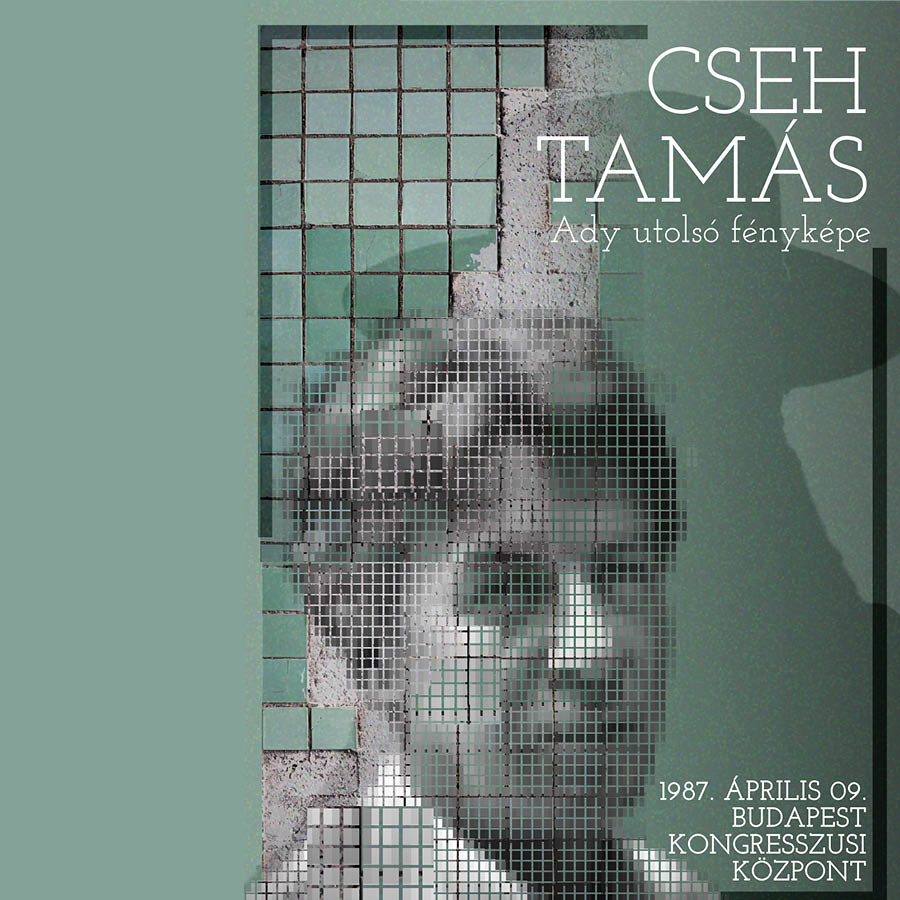 CSEH
TAMÁS
Ady utolsó fényképe
1987. ÁPRILIS 09.
BUDAPEST
KONGRESSZUSI
KÖZPONT